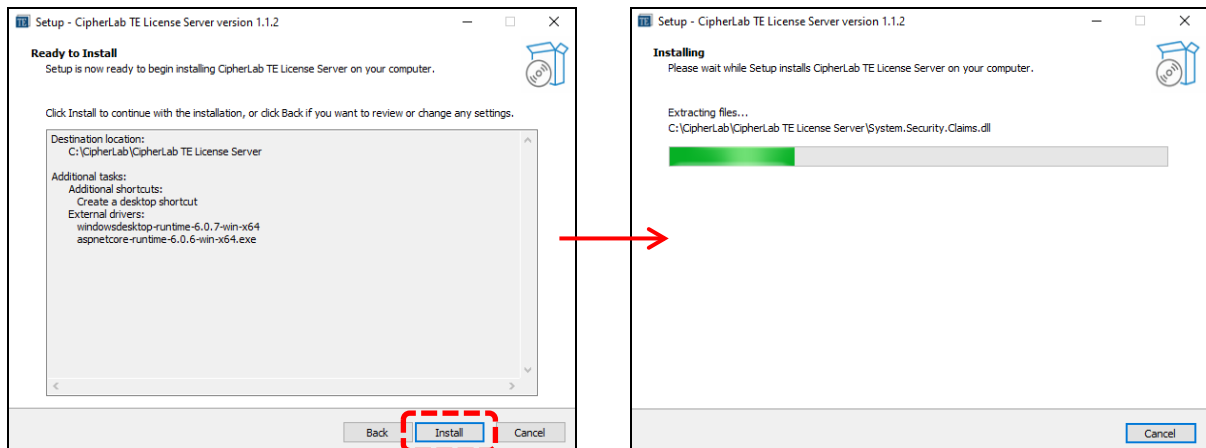 TE Setup - CipherLab TE License Server version 1.1.2
Ready to Install
Setup is now ready to begin installing CipherLab TE License Server on your computer.
Click Install to continue with the installation, or click Back if you want to review or change any settings.
Destination location:
C:\CipherLab\CipherLab TE License Server
Additional tasks:
Additional shortcuts:
Create a desktop shortcut
External drivers:
windowsdesktop-runtime-6.0.7-win-x64
aspnetcore-runtime-6.0.6-win-x64.exe
Back Install Cancel
TE Setup - CipherLab TE License Server version 1.1.2
Installing
Please wait while Setup installs CipherLab TE License Server on your computer.
Extracting files...
C:\CipherLab\CipherLab TE License Server\System.Security.Claims.dll
Cancel